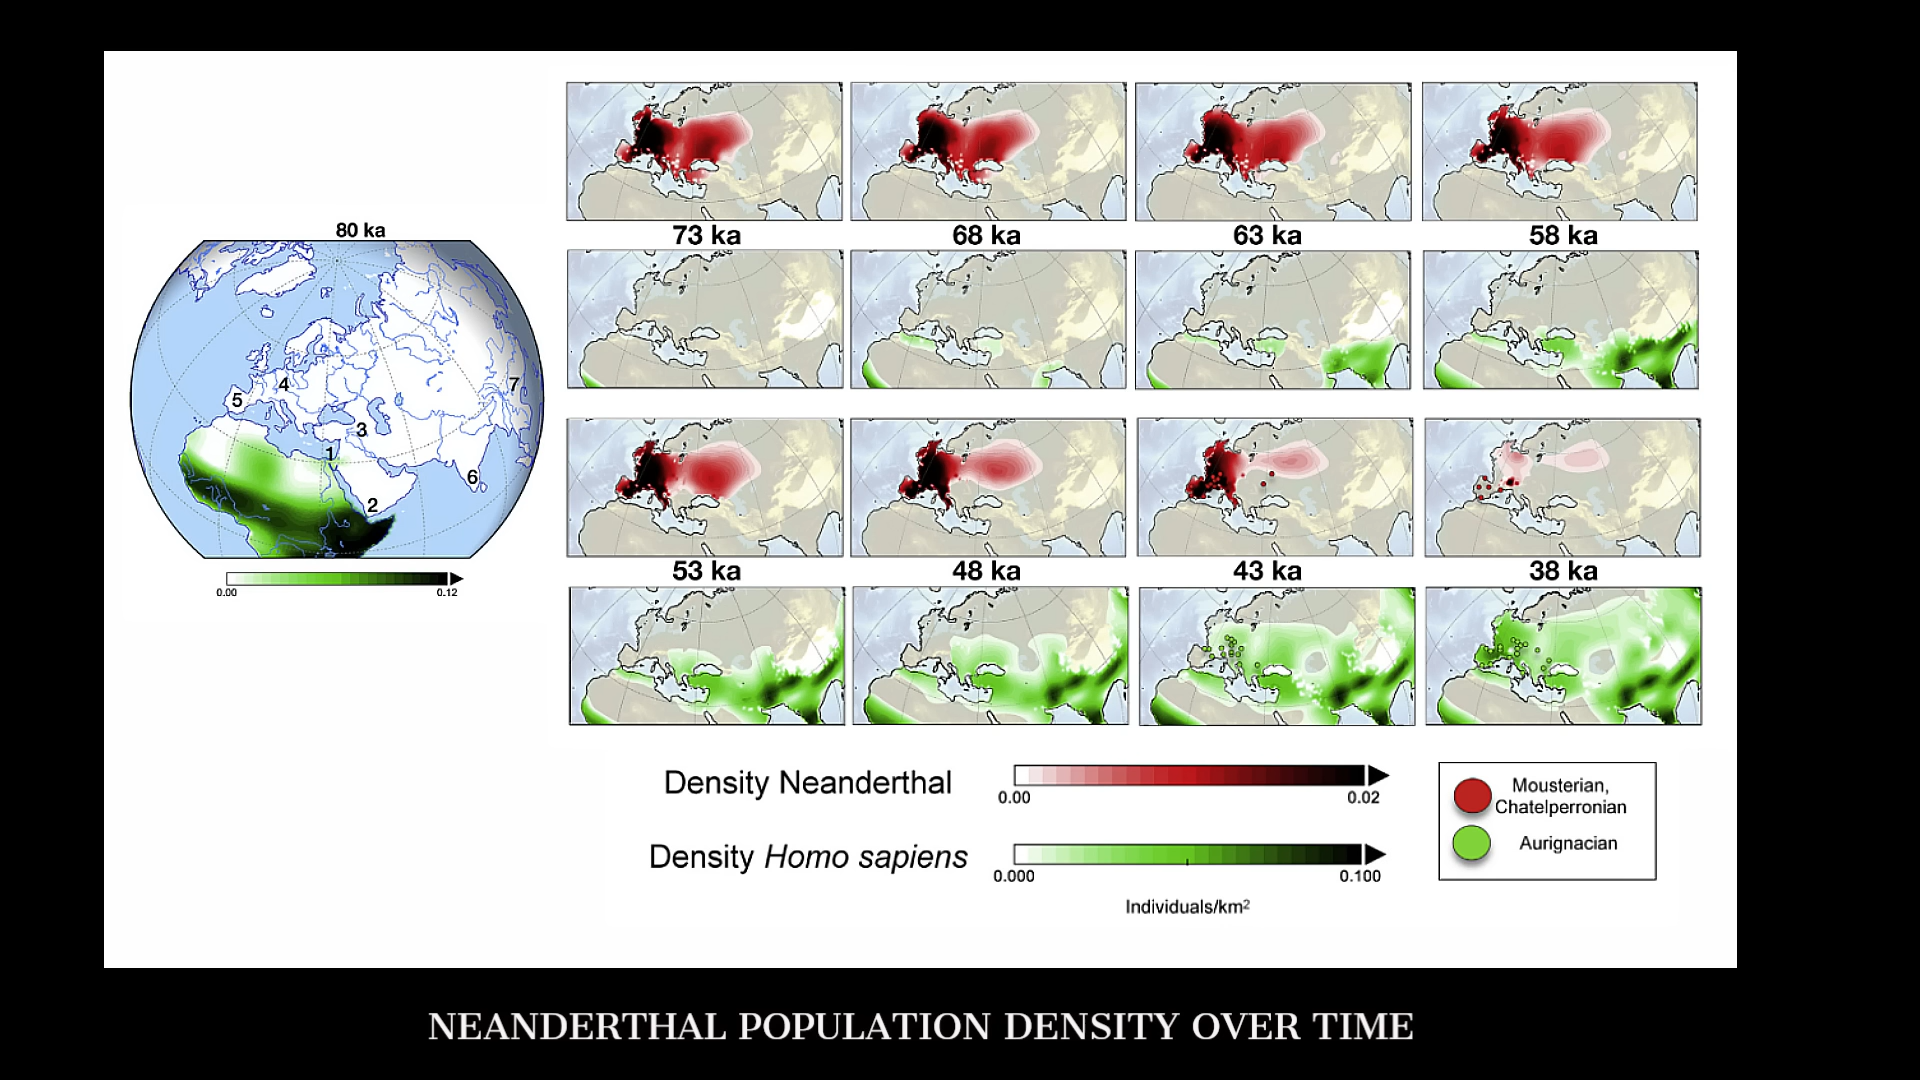 80 ka
1
2
3
4
5
6
7
0.00
0.12
73 ka
68 ka
63 ka
58 ka
53 ka
48 ka
43 ka
38 ka
Density Neanderthal
0.00
0.02
Density Homo sapiens
0.000
0.100
Individuals/km²
Mousterian,
Chatelperronian
Aurignacian
NEANDERTHAL POPULATION DENSITY OVER TIME